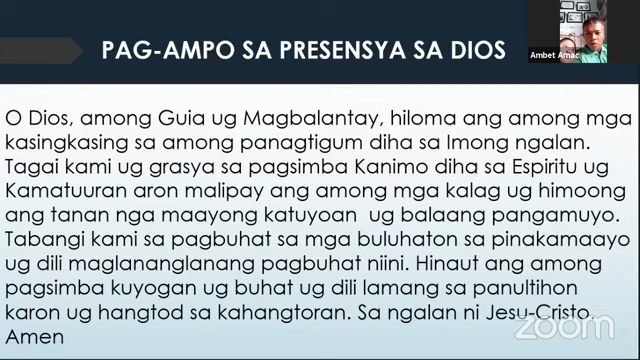 PAG-AMPO SA PRESENSYA SA DIOS
Ambet Amac
O Dios, among Guia ug Magbalantay, hiloma ang among mga
kasingkasing sa among panagtigum diha sa Imong ngalan.
Tagai kami ug grasya sa pagsimba Kanimo diha sa Espiritu ug
Kamatuuran aron malipay ang among mga kalag ug himoong
ang tanan nga maayong katuyoan ug balaang pangamuyo.
Tabangi kami sa pagbuhat sa mga buluhaton sa pinakamaayo
ug dili maglananglanang pagbuhat niini. Hinaut ang among
pagsimba kuyogan ug buhat ug dili lamang sa panultihon
karon ug hangtod sa kahangtoran. Sa ngalan ni Jesu-Cristo.
Amen
zoom